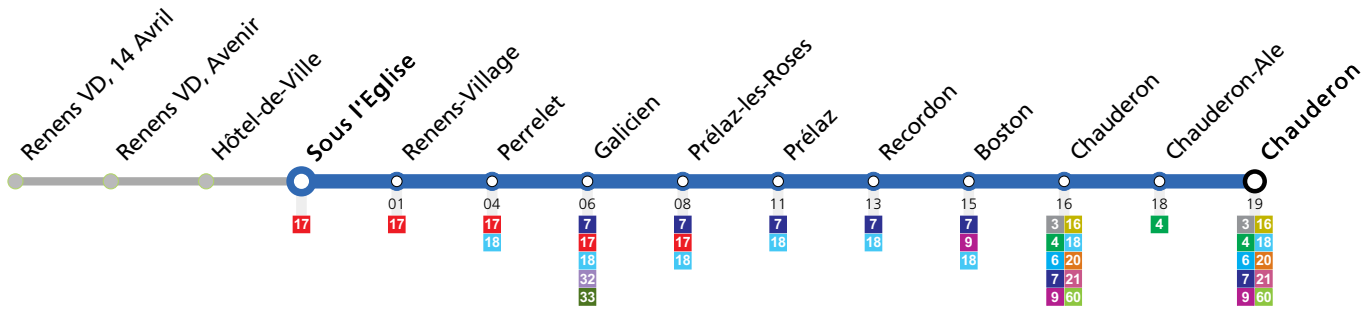 Renens VD, 14 Avril
Renens VD, Avenir
Hôtel-de-Ville
Sous l'Eglise
Renens-Village
Perrelet
Galicien
Prélaz-les-Roses
Prélaz
Recordon
Boston
Chauderon
Chauderon-Ale
Chauderon
01 04 06 08 11 13 15 16 18 19
17 17 17 7 7 7 7 7 3 16 4 3 16
18 17 17 18 18 9 4 18 4 18
18 18 18 6 20 6 20
32 7 21 7 21
33 9 60 9 60